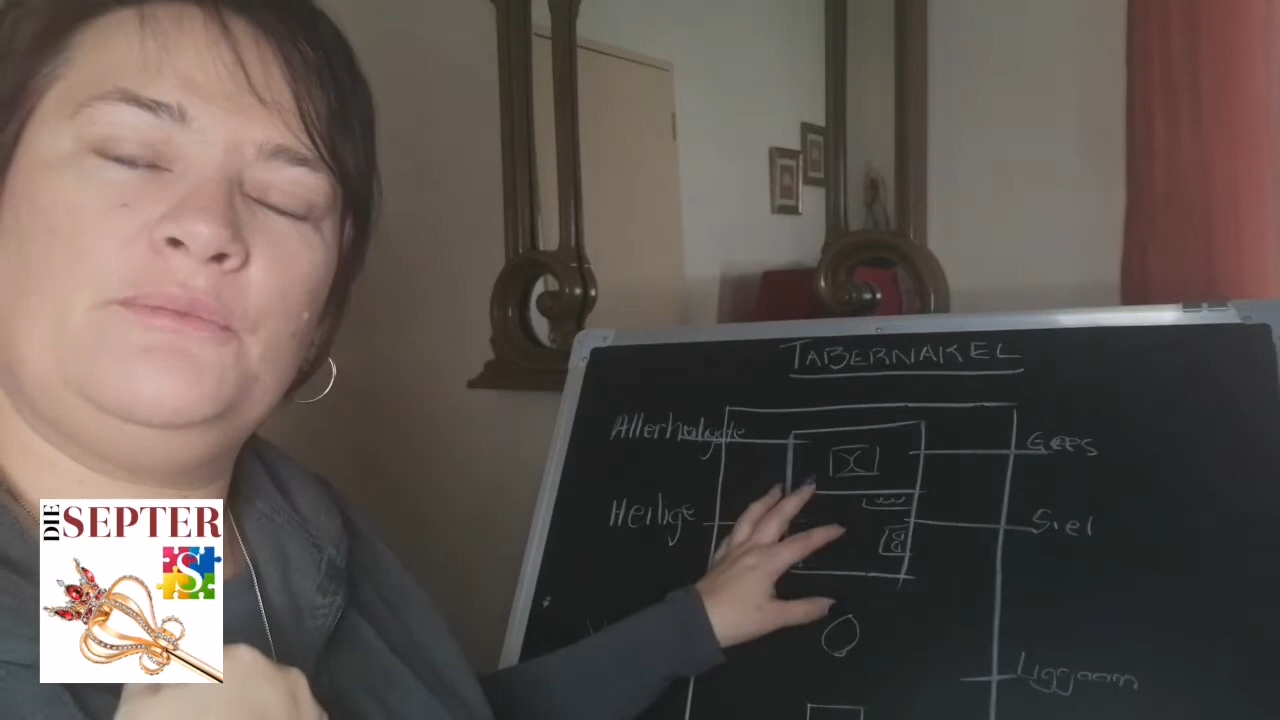 TABERNAKEL
Allerheiligste
Gees
Heilige
Siel
Liggaam
DIE SEPTER
S